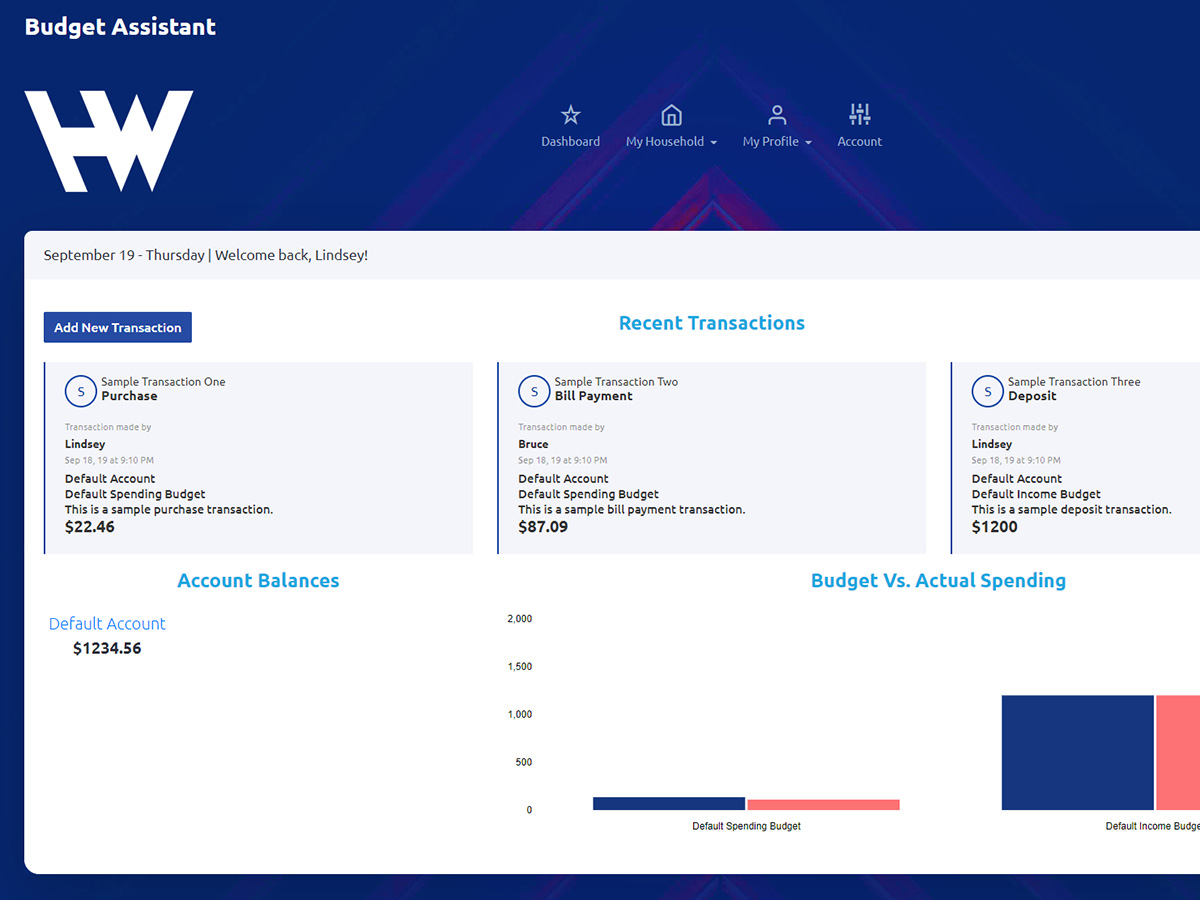 Budget Assistant
HW
Dashboard
My Household
My Profile
Account
September 19 - Thursday | Welcome back, Lindsey!
Add New Transaction
Recent Transactions
S
Sample Transaction One
Purchase
Transaction made by
Lindsey
Sep 18, 19 at 9:10 PM
Default Account
Default Spending Budget
This is a sample purchase transaction.
$22.46
S
Sample Transaction Two
Bill Payment
Transaction made by
Bruce
Sep 18, 19 at 9:10 PM
Default Account
Default Spending Budget
This is a sample bill payment transaction.
$87.09
S
Sample Transaction Three
Deposit
Transaction made by
Lindsey
Sep 18, 19 at 9:10 PM
Default Account
Default Income Budget
This is a sample deposit transaction.
$1200
Account Balances
Default Account
$1234.56
Budget Vs. Actual Spending
2,000
1,500
1,000
500
0
Default Spending Budget
Default Income Budge